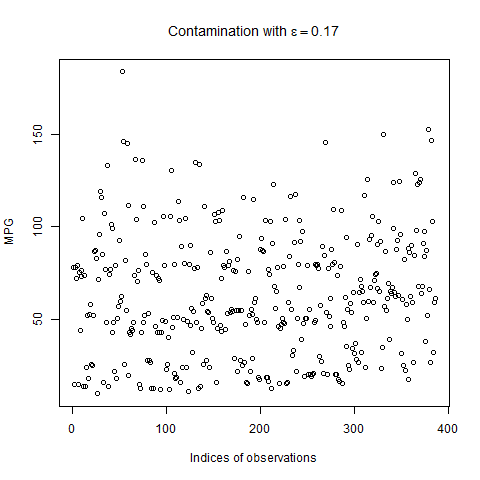 Contamination with ε = 0.17
MPG
150
100
50
0 100 200 300 400
Indices of observations